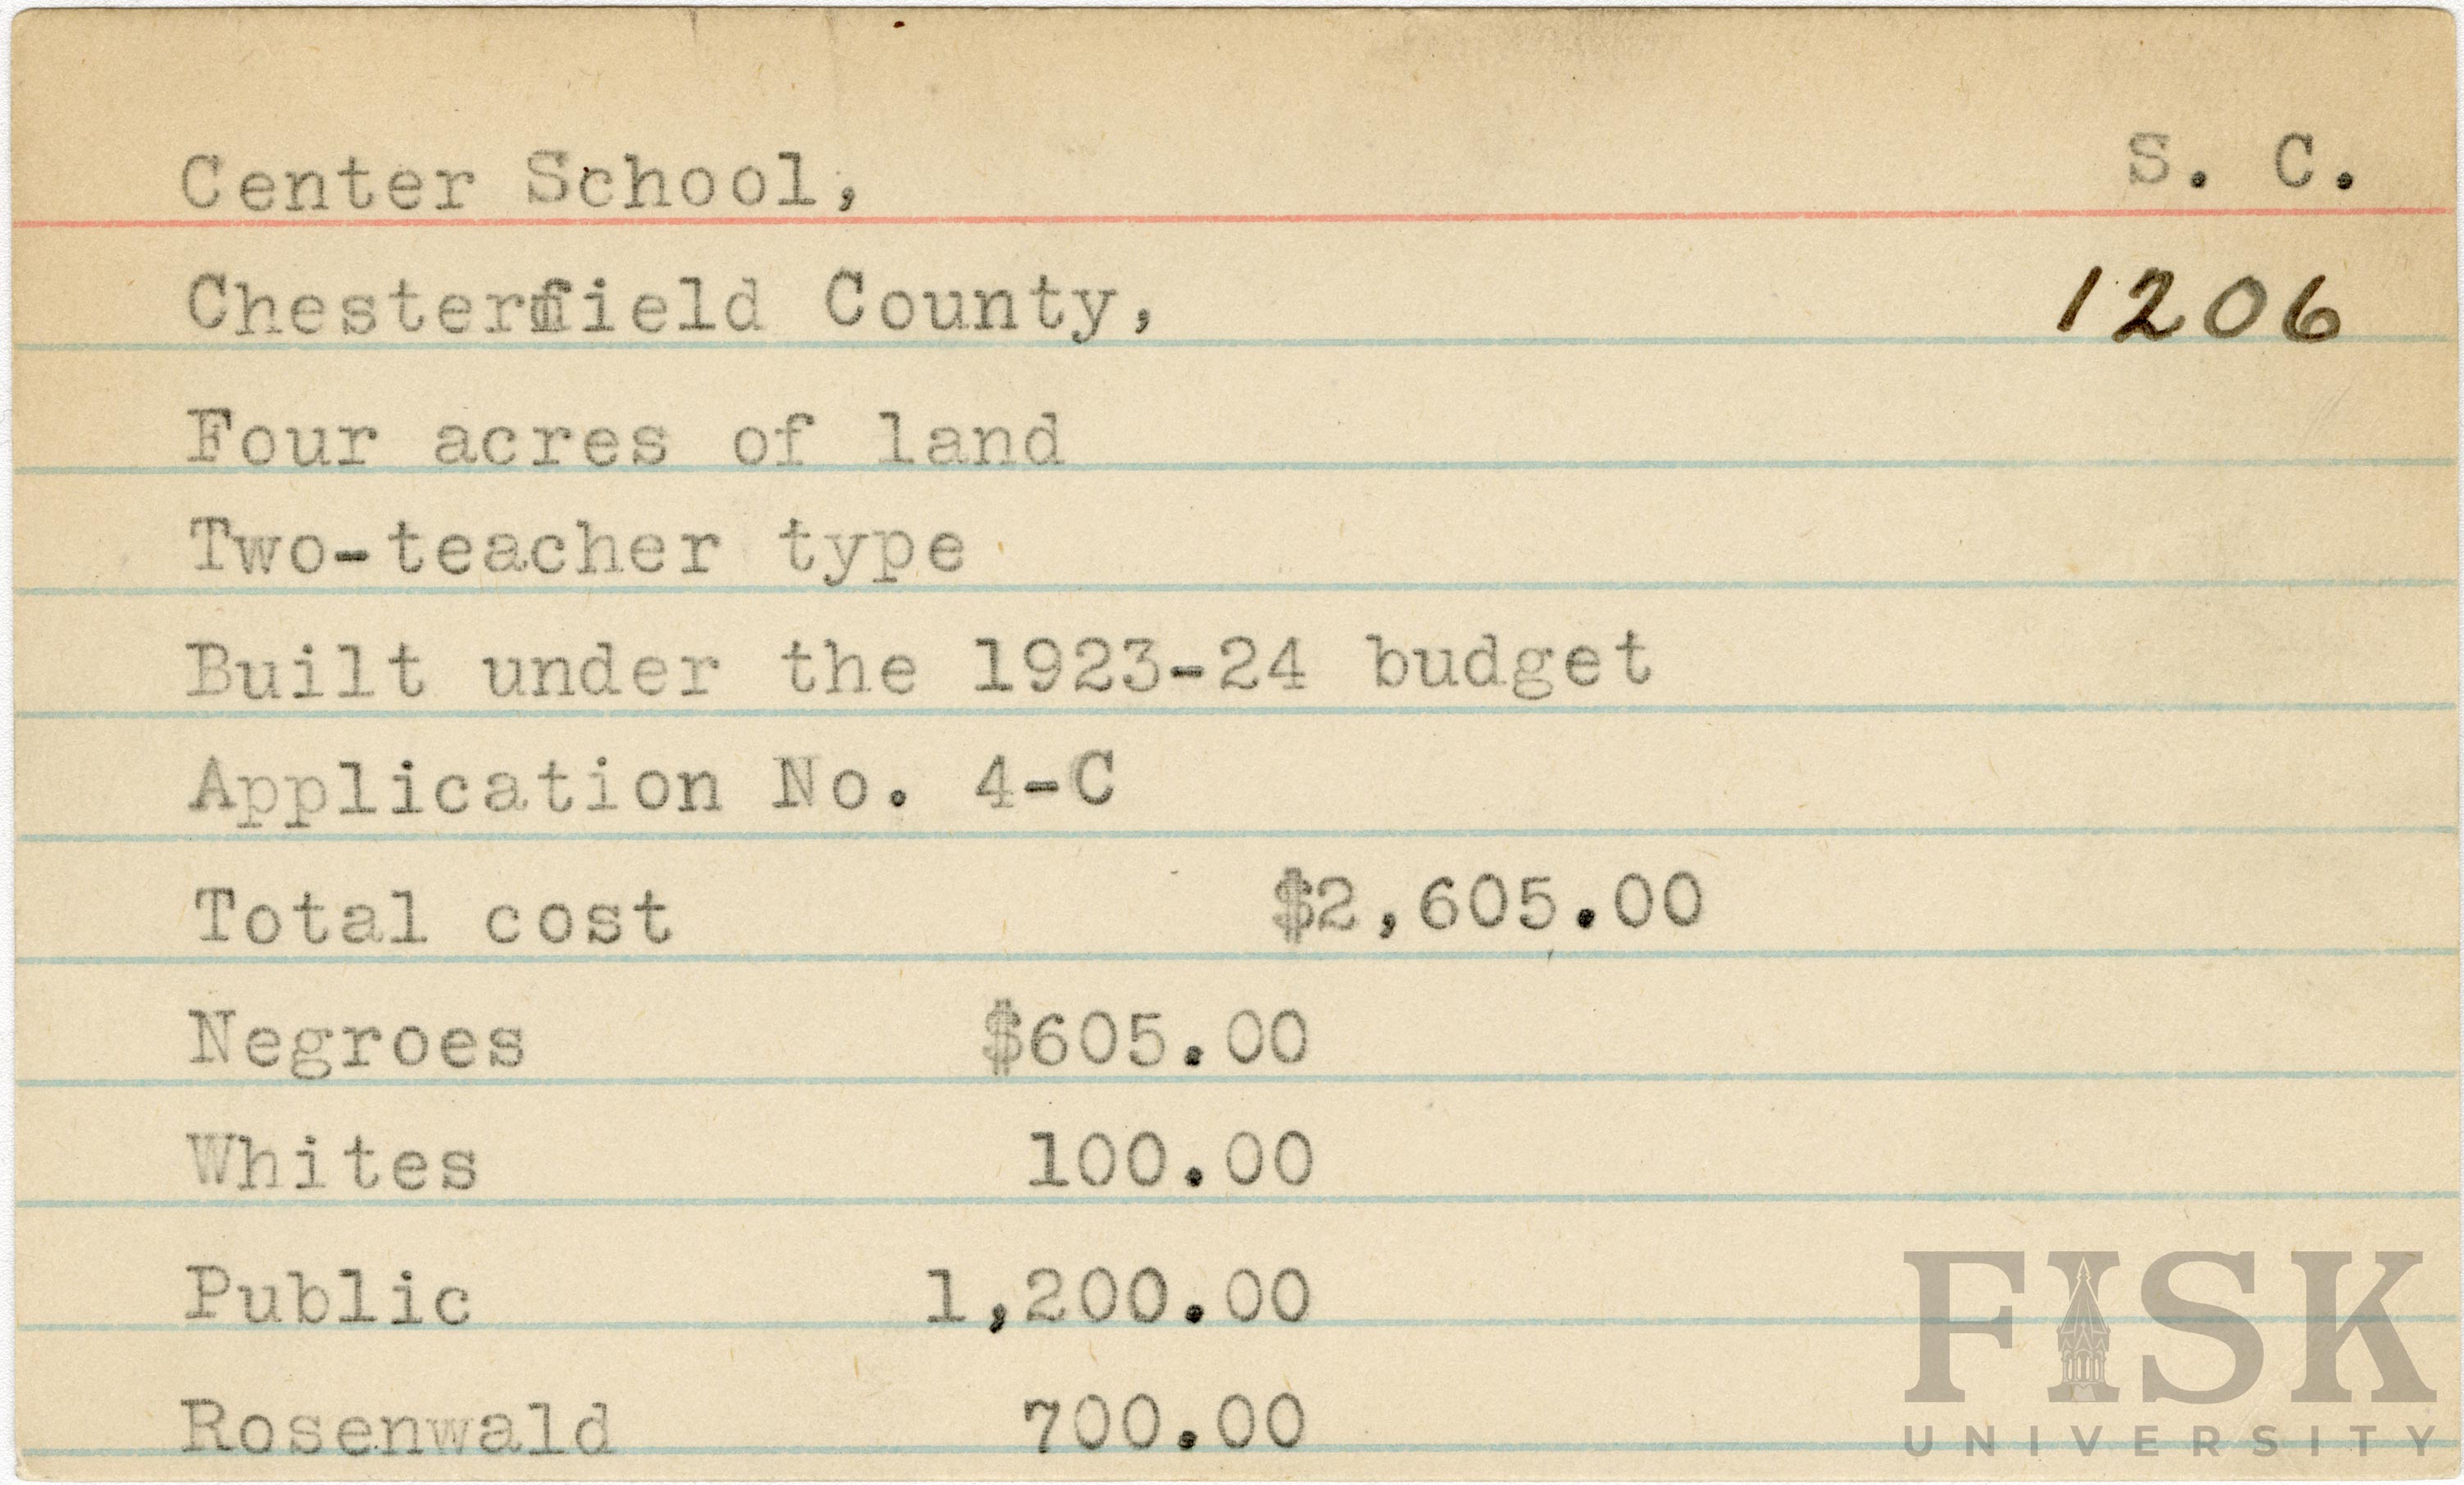 Center School, S. C.
Chesterfield County, 1206
Four acres of land
Two-teacher type
Built under the 1923-24 budget
Application No. 4-C
Total cost $2,605.00
Negroes $605.00
Whites 100.00
Public 1,200.00
Rosenwald 700.00
FISK
UNIVERSITY